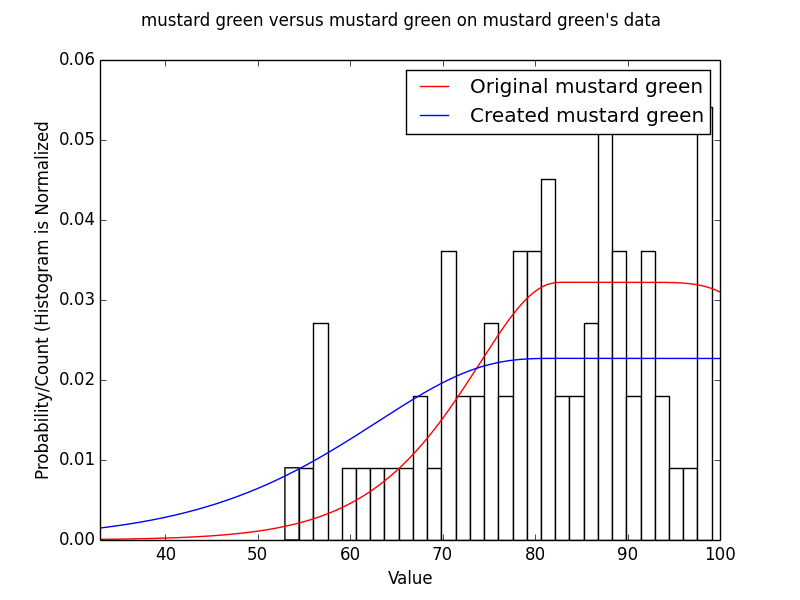 mustard green versus mustard green on mustard green's data
0.06
0.05
0.04
0.03
0.02
0.01
0.00
Probability/Count (Histogram is Normalized
Original mustard green
Created mustard green
40 50 60 70 80 90 100
Value